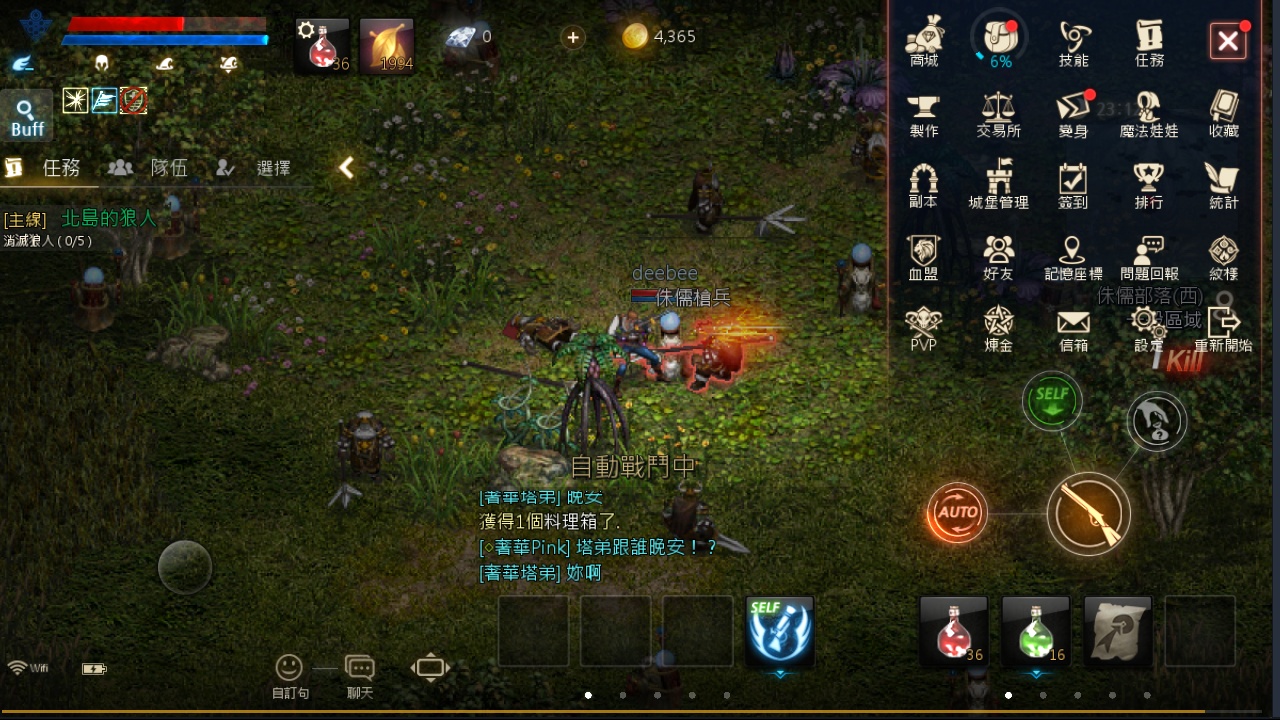 36
1994
0
4,365
Buff
任務
隊伍
選擇
[主線] 北島的狼人
消滅狼人 ( 0/5 )
商城
6%
技能
任務
製作
交易所
變身
魔法娃娃
收藏
副本
城堡管理
簽到
排行
統計
血盟
好友
記憶座標
問題回報
紋樣
侏儒部落(西)
區域
PVP
煉金
信箱
設定
重新開始
Kill
deebee
侏儒槍兵
SELF
AUTO
自動戰鬥中
[奢華塔弟] 晚安
獲得1個料理箱了.
[◇奢華Pink] 塔弟跟誰晚安！？
[奢華塔弟] 妳啊
SELF
36
16
Wifi
自訂句
聊天